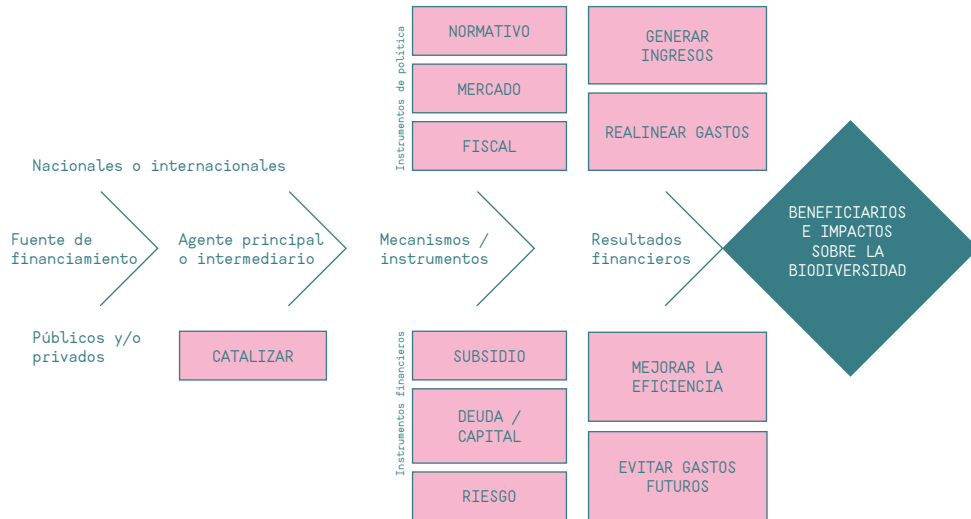 Instrumentos de política
NORMATIVO
MERCADO
FISCAL
GENERAR
INGRESOS
REALINEAR GASTOS
Nacionales o internacionales
Fuente de
financiamiento
Agente principal
o intermediario
Mecanismos /
instrumentos
Resultados
financieros
BENEFICIARIOS
E IMPACTOS
SOBRE LA
BIODIVERSIDAD
Públicos y/o
privados
CATALIZAR
Instrumentos financieros
SUBSIDIO
DEUDA /
CAPITAL
RIESGO
MEJORAR LA
EFICIENCIA
EVITAR GASTOS
FUTUROS